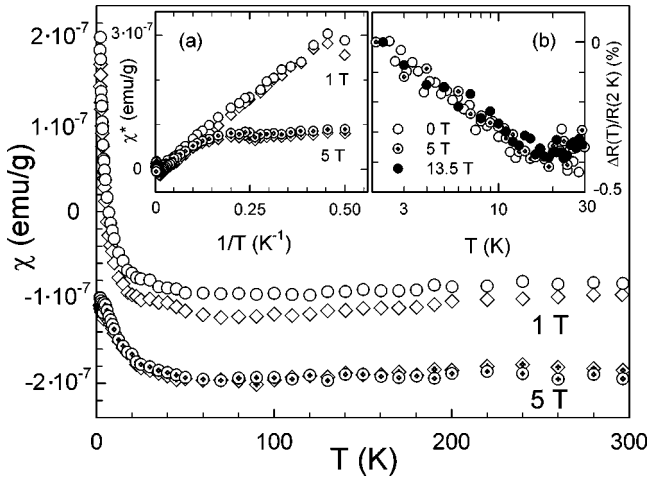 2·10⁻⁷
1·10⁻⁷
0
-1·10⁻⁷
-2·10⁻⁷
χ (emu/g)
0 100 200 300
T (K)
1 T
5 T
(a)
3·10⁻⁷
0
χ* (emu/g)
1 T
5 T
0.00 0.25 0.50
1/T (K⁻¹)
(b)
0 T
5 T
13.5 T
0
-0.5
ΔR(T)/R(2 K) (%)
3 10 30
T (K)